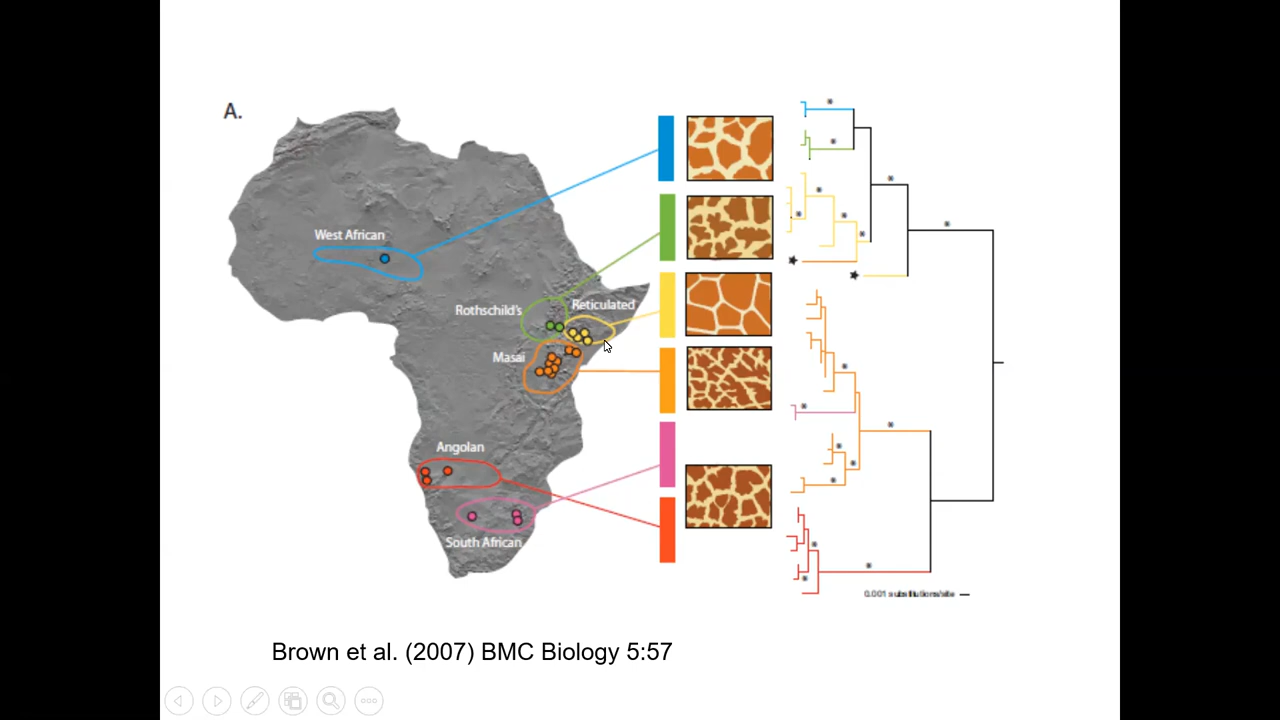 A.
West African
Rothschild's
Reticulated
Masai
Angolan
South African
0.001 substitutions/site
Brown et al. (2007) BMC Biology 5:57